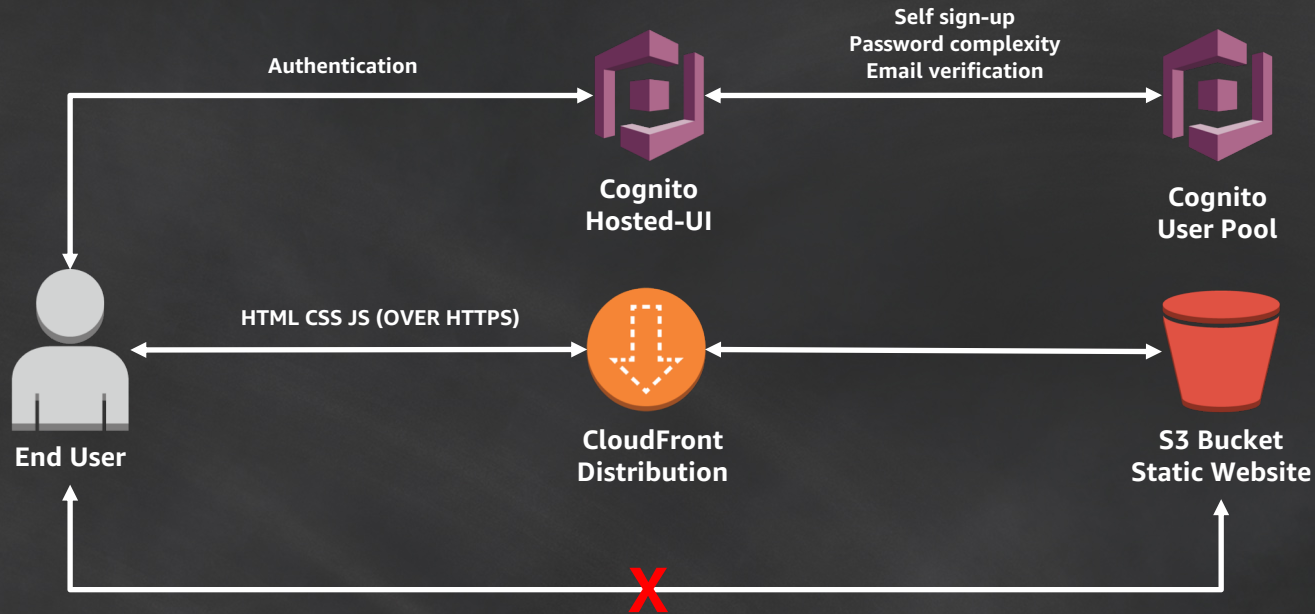 Self sign-up
Password complexity
Email verification
Authentication
Cognito
Hosted-UI
Cognito
User Pool
HTML CSS JS (OVER HTTPS)
End User
CloudFront
Distribution
S3 Bucket
Static Website
X